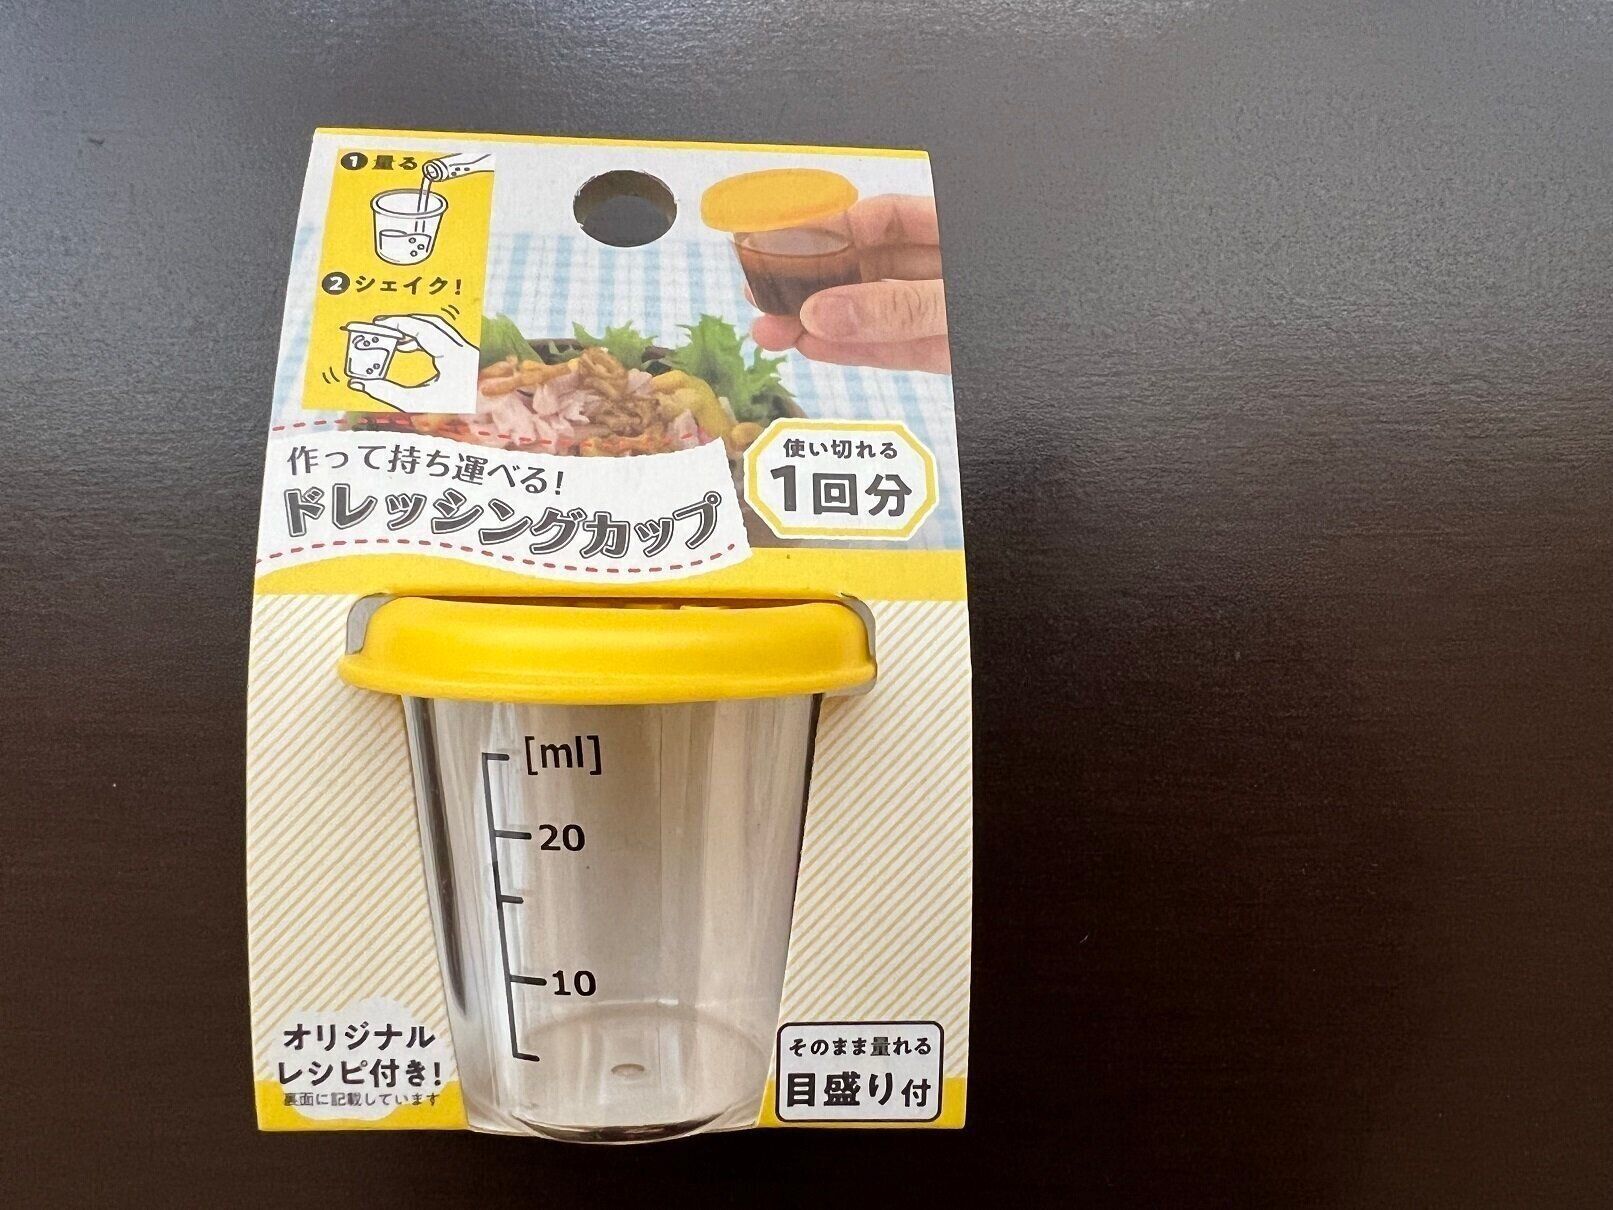 1 量る
2 シェイク!
作って持ち運べる!
ドレッシングカップ
使い切れる
1回分
[ml]
20
10
オリジナル
レシピ付き!
裏面に記載しています
そのまま量れる
目盛り付